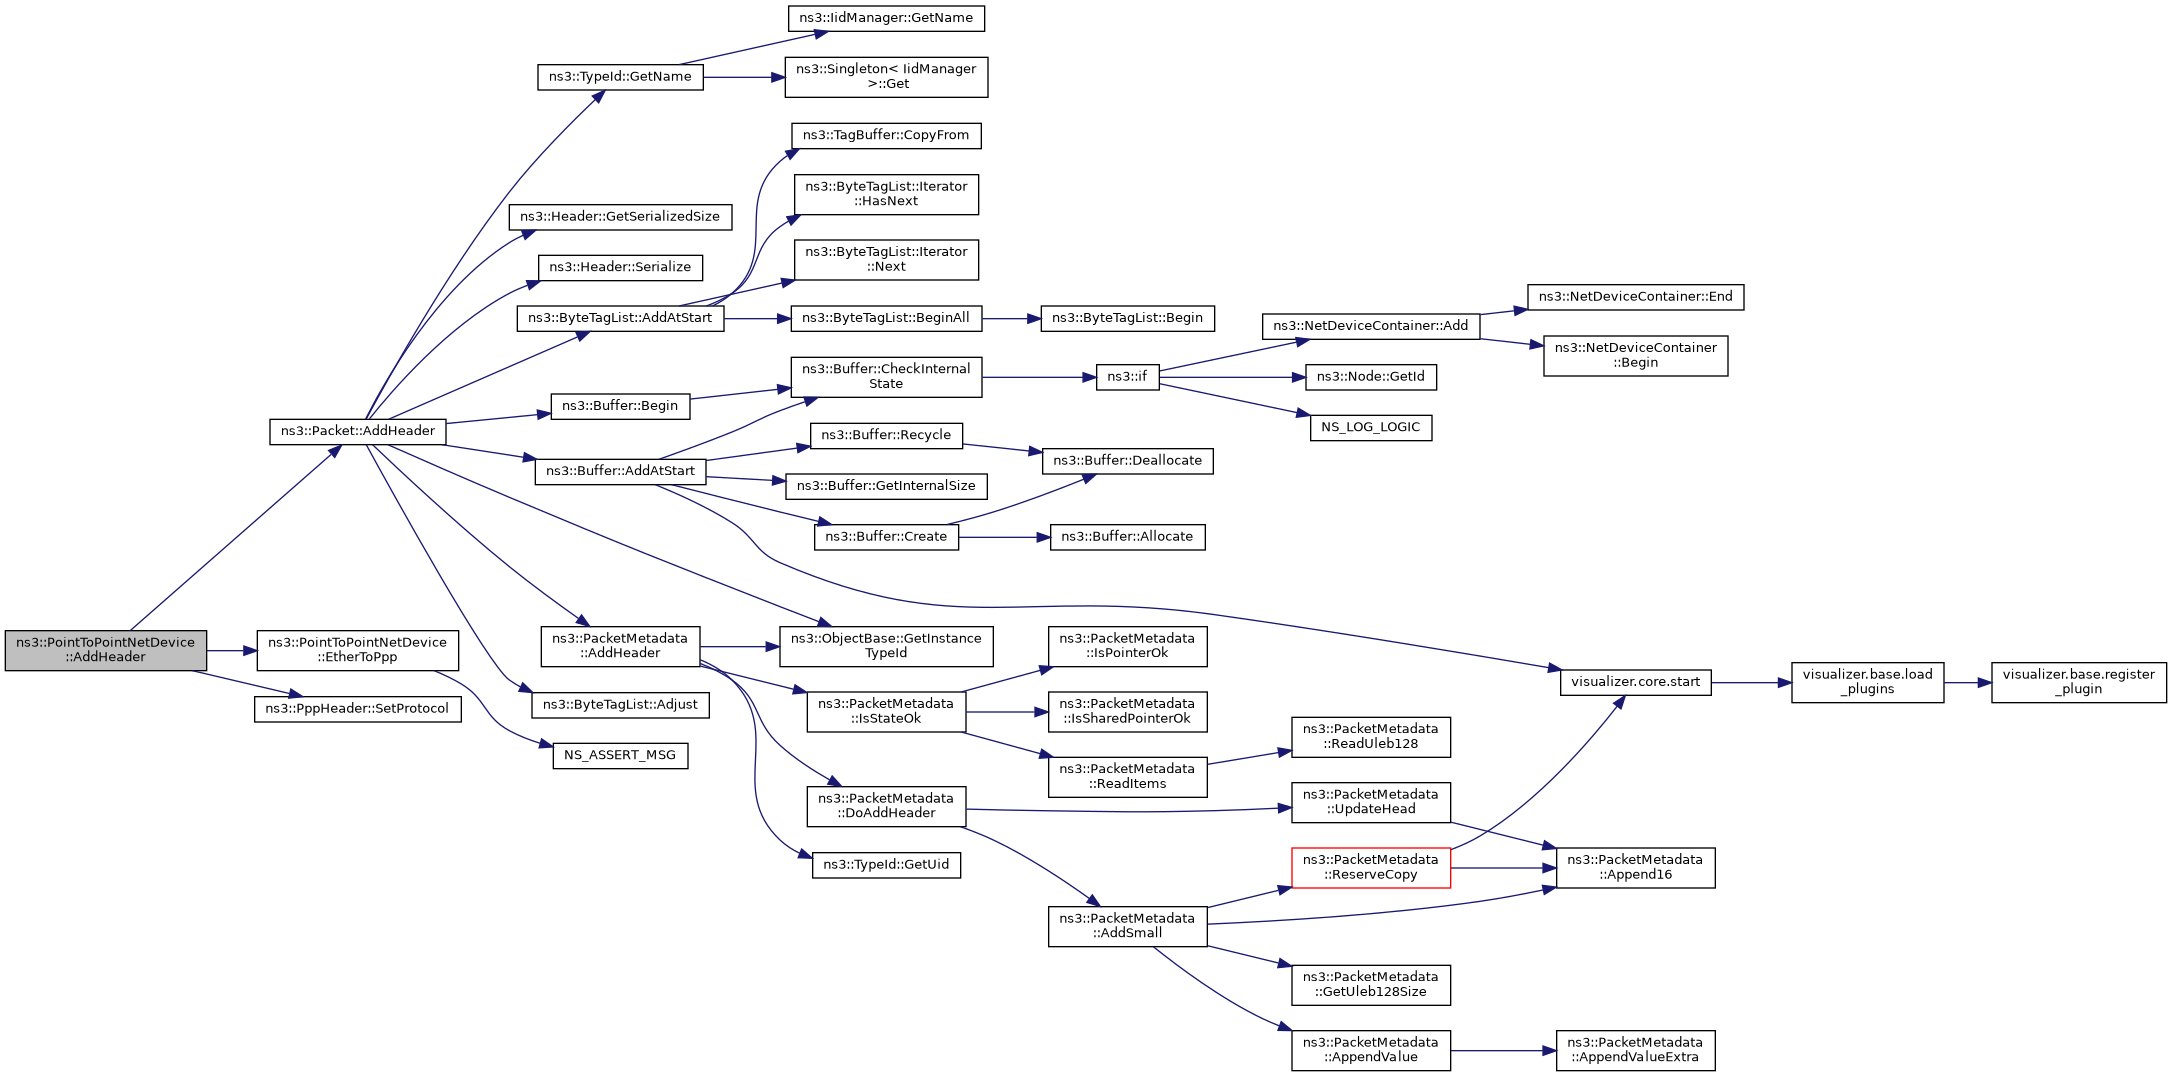 ns3::IidManager::GetName
ns3::TypeId::GetName
ns3::Singleton< IidManager
>::Get
ns3::TagBuffer::CopyFrom
ns3::ByteTagList::Iterator
::HasNext
ns3::Header::GetSerializedSize
ns3::ByteTagList::Iterator
::Next
ns3::Header::Serialize
ns3::NetDeviceContainer::End
ns3::ByteTagList::AddAtStart
ns3::ByteTagList::BeginAll
ns3::ByteTagList::Begin
ns3::NetDeviceContainer::Add
ns3::NetDeviceContainer
::Begin
ns3::Buffer::CheckInternal
State
ns3::if
ns3::Node::GetId
ns3::Buffer::Begin
NS_LOG_LOGIC
ns3::Packet::AddHeader
ns3::Buffer::Recycle
ns3::Buffer::Deallocate
ns3::Buffer::AddAtStart
ns3::Buffer::GetInternalSize
ns3::Buffer::Create
ns3::Buffer::Allocate
ns3::PointToPointNetDevice
::AddHeader
ns3::PointToPointNetDevice
::EtherToPpp
ns3::PacketMetadata
::AddHeader
ns3::ObjectBase::GetInstance
TypeId
ns3::PacketMetadata
::IsPointerOk
visualizer.core.start
visualizer.base.load
_plugins
visualizer.base.register
_plugin
ns3::PppHeader::SetProtocol
ns3::ByteTagList::Adjust
ns3::PacketMetadata
::IsStateOk
ns3::PacketMetadata
::IsSharedPointerOk
ns3::PacketMetadata
::ReadUleb128
NS_ASSERT_MSG
ns3::PacketMetadata
::ReadItems
ns3::PacketMetadata
::DoAddHeader
ns3::PacketMetadata
::UpdateHead
ns3::TypeId::GetUid
ns3::PacketMetadata
::ReserveCopy
ns3::PacketMetadata
::Append16
ns3::PacketMetadata
::AddSmall
ns3::PacketMetadata
::GetUleb128Size
ns3::PacketMetadata
::AppendValue
ns3::PacketMetadata
::AppendValueExtra